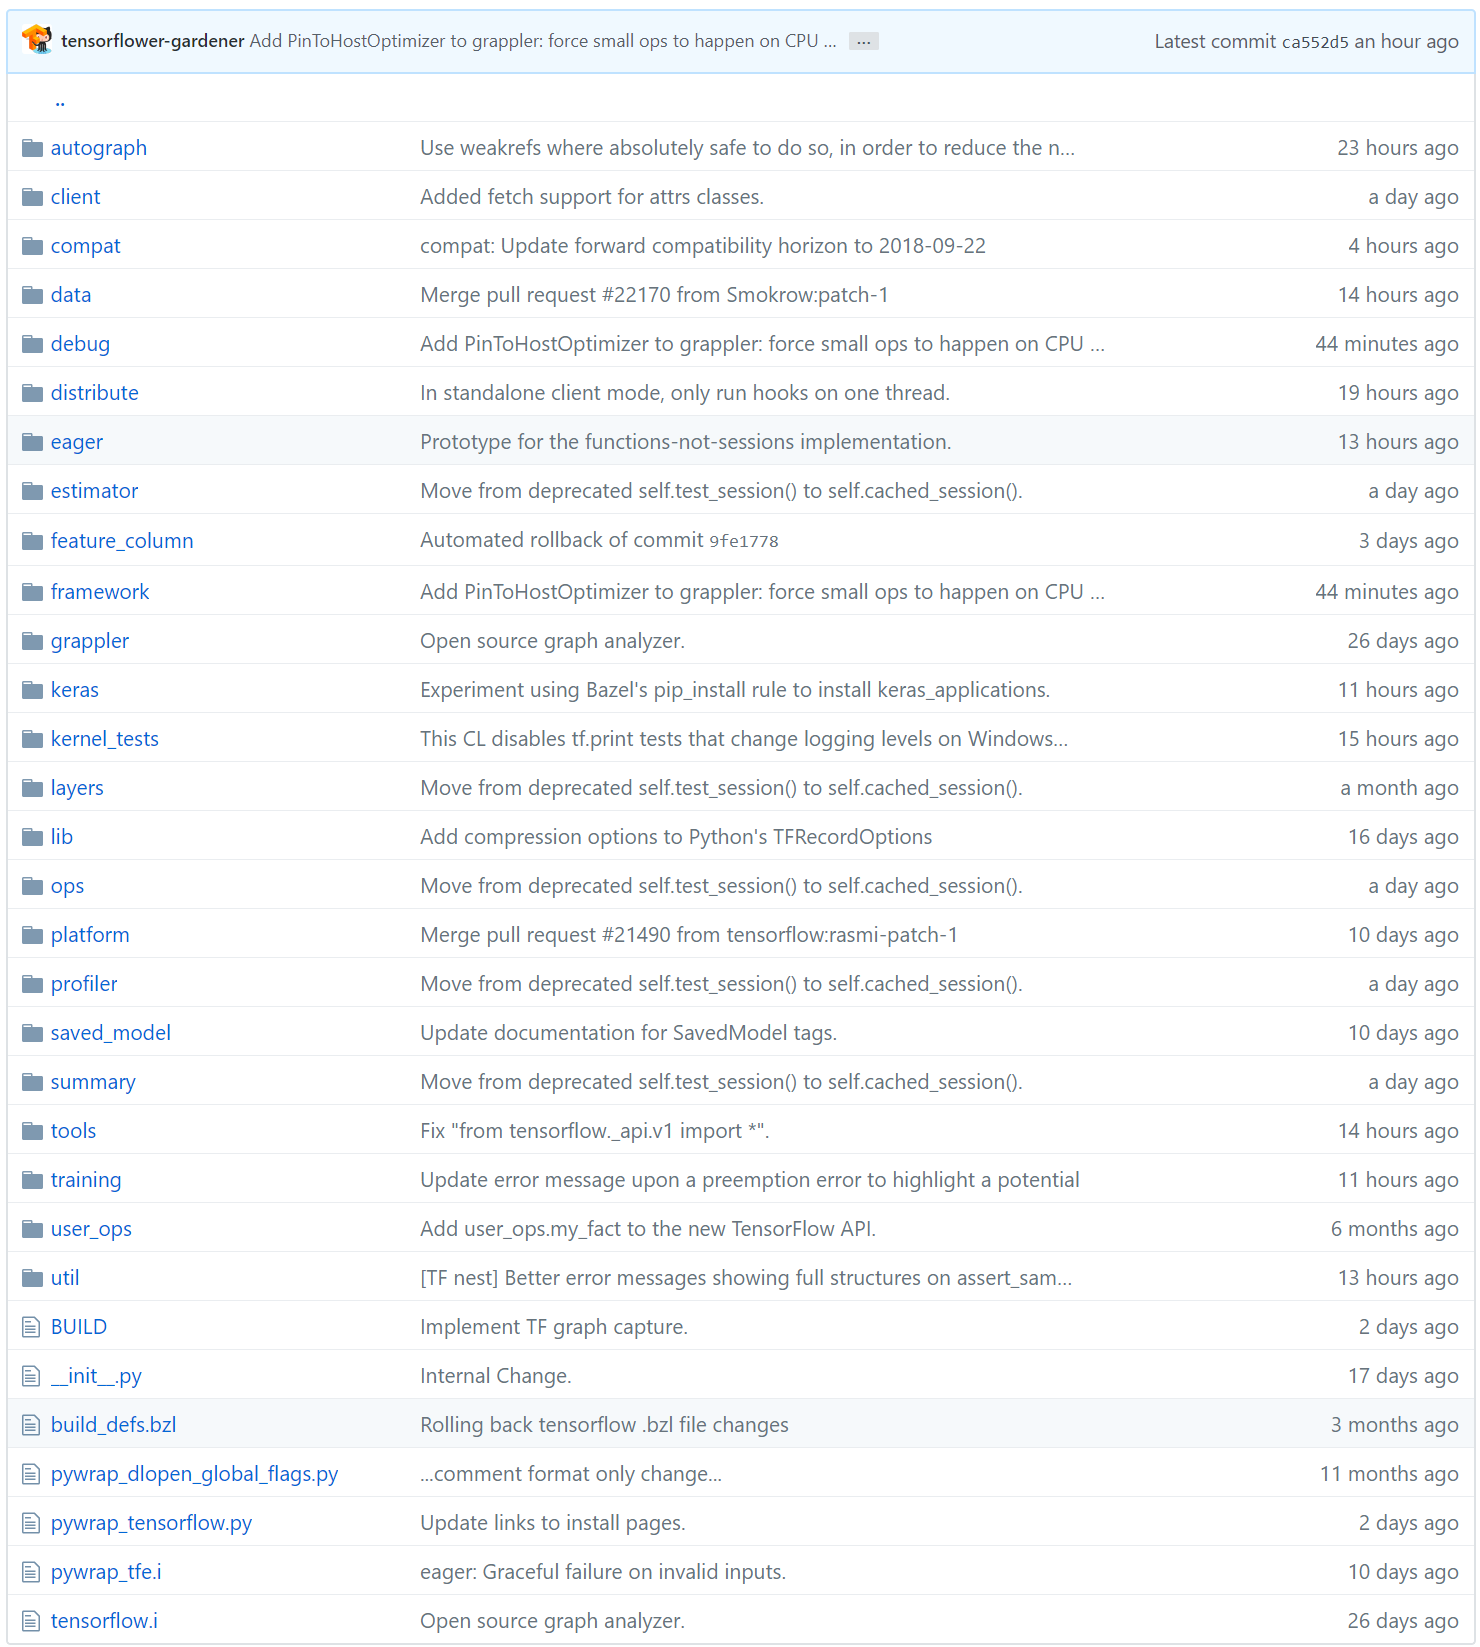 tensorflower-gardener Add PinToHostOptimizer to grappler: force small ops to happen on CPU ... ... Latest commit ca552d5 an hour ago
..
autograph Use weakrefs where absolutely safe to do so, in order to reduce the n... 23 hours ago
client Added fetch support for attrs classes. a day ago
compat compat: Update forward compatibility horizon to 2018-09-22 4 hours ago
data Merge pull request #22170 from Smokrow:patch-1 14 hours ago
debug Add PinToHostOptimizer to grappler: force small ops to happen on CPU ... 44 minutes ago
distribute In standalone client mode, only run hooks on one thread. 19 hours ago
eager Prototype for the functions-not-sessions implementation. 13 hours ago
estimator Move from deprecated self.test_session() to self.cached_session(). a day ago
feature_column Automated rollback of commit 9fe1778 3 days ago
framework Add PinToHostOptimizer to grappler: force small ops to happen on CPU ... 44 minutes ago
grappler Open source graph analyzer. 26 days ago
keras Experiment using Bazel's pip_install rule to install keras_applications. 11 hours ago
kernel_tests This CL disables tf.print tests that change logging levels on Windows... 15 hours ago
layers Move from deprecated self.test_session() to self.cached_session(). a month ago
lib Add compression options to Python's TFRecordOptions 16 days ago
ops Move from deprecated self.test_session() to self.cached_session(). a day ago
platform Merge pull request #21490 from tensorflow:rasmi-patch-1 10 days ago
profiler Move from deprecated self.test_session() to self.cached_session(). a day ago
saved_model Update documentation for SavedModel tags. 10 days ago
summary Move from deprecated self.test_session() to self.cached_session(). a day ago
tools Fix "from tensorflow._api.v1 import *". 14 hours ago
training Update error message upon a preemption error to highlight a potential 11 hours ago
user_ops Add user_ops.my_fact to the new TensorFlow API. 6 months ago
util [TF nest] Better error messages showing full structures on assert_sam... 13 hours ago
BUILD Implement TF graph capture. 2 days ago
__init__.py Internal Change. 17 days ago
build_defs.bzl Rolling back tensorflow .bzl file changes 3 months ago
pywrap_dlopen_global_flags.py ...comment format only change... 11 months ago
pywrap_tensorflow.py Update links to install pages. 2 days ago
pywrap_tfe.i eager: Graceful failure on invalid inputs. 10 days ago
tensorflow.i Open source graph analyzer. 26 days ago